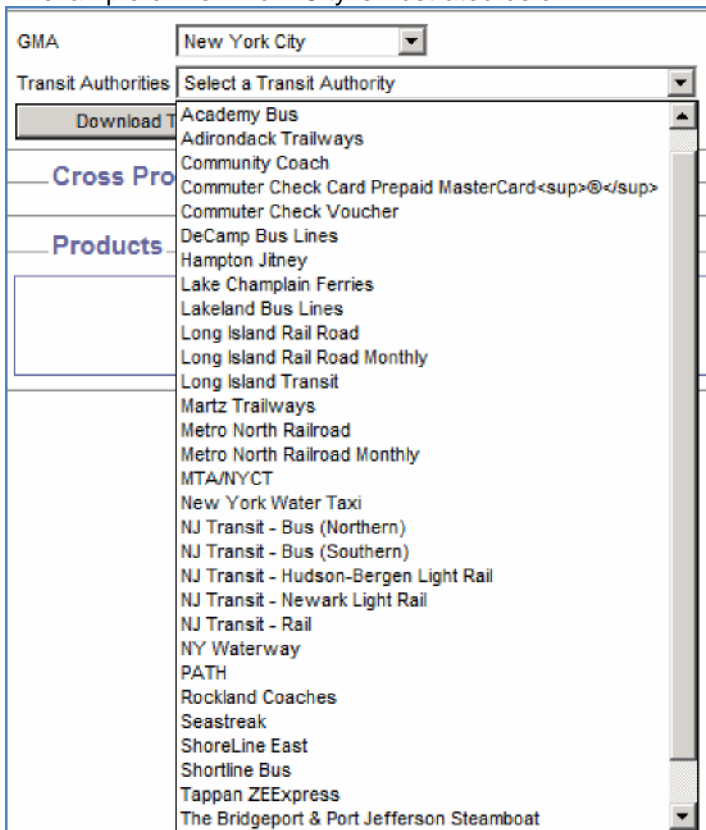 GMA New York City
Transit Authorities Select a Transit Authority
Download T
Academy Bus
Adirondack Trailways
Community Coach
Cross Pro
Commuter Check Card Prepaid MasterCard<sup>®</sup>
Commuter Check Voucher
Products
DeCamp Bus Lines
Hampton Jitney
Lake Champlain Ferries
Lakeland Bus Lines
Long Island Rail Road
Long Island Rail Road Monthly
Long Island Transit
Martz Trailways
Metro North Railroad
Metro North Railroad Monthly
MTA/NYCT
New York Water Taxi
NJ Transit - Bus (Northern)
NJ Transit - Bus (Southern)
NJ Transit - Hudson-Bergen Light Rail
NJ Transit - Newark Light Rail
NJ Transit - Rail
NY Waterway
PATH
Rockland Coaches
Seastreak
ShoreLine East
Shortline Bus
Tappan ZEExpress
The Bridgeport & Port Jefferson Steamboat